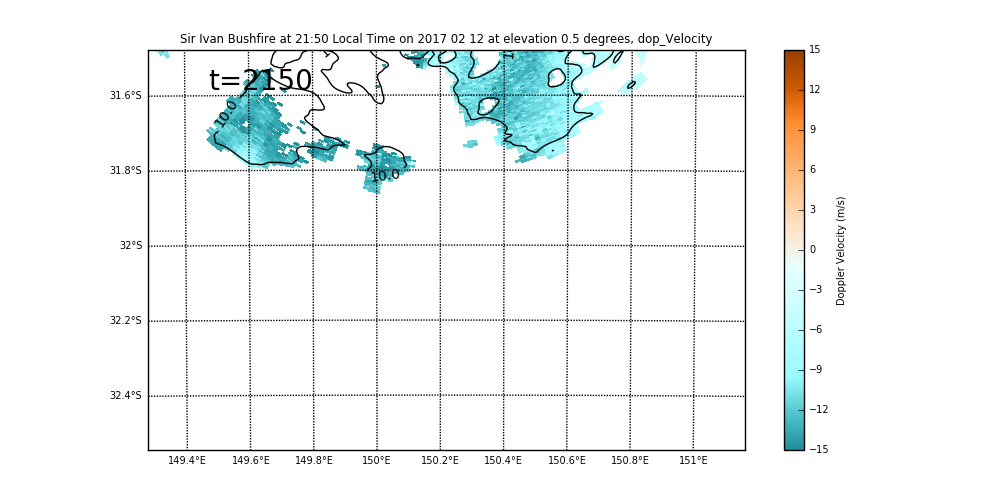 Sir Ivan Bushfire at 21:50 Local Time on 2017 02 12 at elevation 0.5 degrees, dop_Velocity
t=2150
10.0
10.0
31.6°S
31.8°S
32°S
32.2°S
32.4°S
149.4°E 149.6°E 149.8°E 150°E 150.2°E 150.4°E 150.6°E 150.8°E 151°E
15
12
9
6
3
0
−3
−6
−9
−12
−15
Doppler Velocity (m/s)